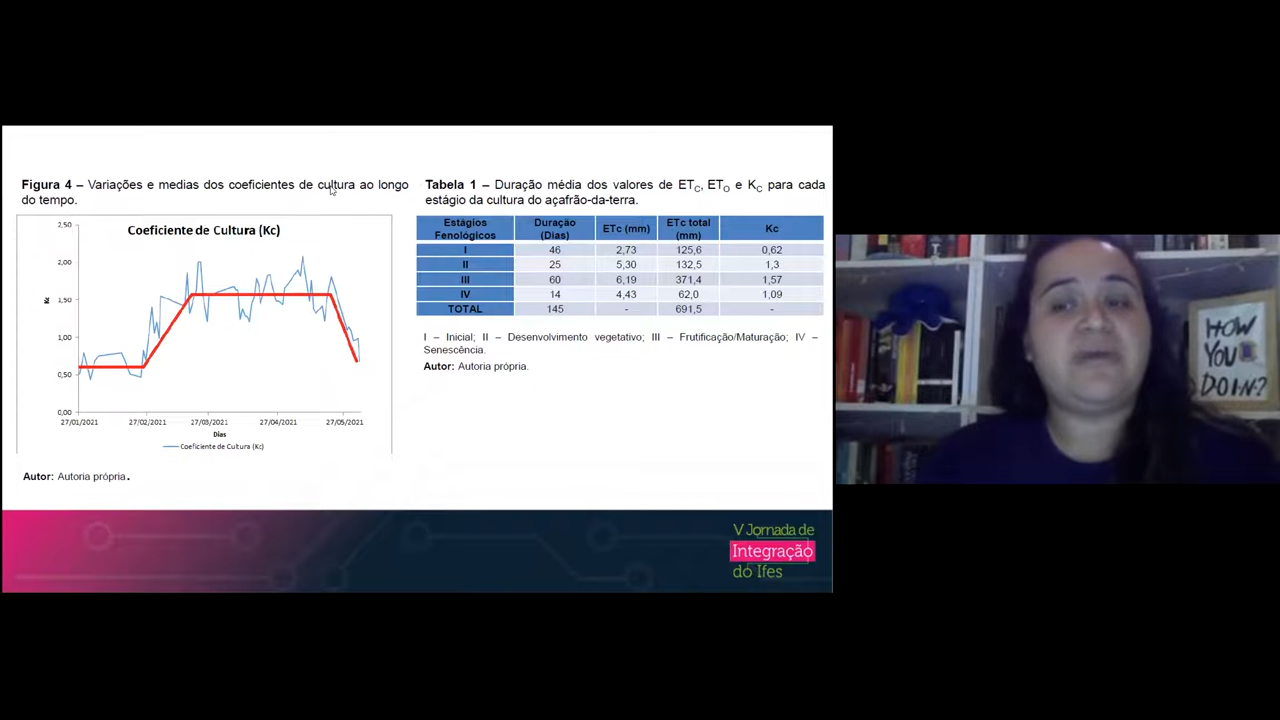 Figura 4 – Variações e medias dos coeficientes de cultura ao longo
do tempo.
Coeficiente de Cultura (Kc)
2,50
2,00
1,50
1,00
0,50
0,00
Kc
27/01/2021 27/02/2021 27/03/2021 27/04/2021 27/05/2021
Dias
Coeficiente de Cultura (Kc)
Autor: Autoria própria.
Tabela 1 – Duração média dos valores de ETC, ETO e KC para cada
estágio da cultura do açafrão-da-terra.
Estágios Fenológicos Duração (Dias) ETc (mm) ETc total (mm) Kc
I 46 2,73 125,6 0,62
II 25 5,30 132,5 1,3
III 60 6,19 371,4 1,57
IV 14 4,43 62,0 1,09
TOTAL 145 - 691,5 -
I – Inicial; II – Desenvolvimento vegetativo; III – Frutificação/Maturação; IV –
Senescência.
Autor: Autoria própria.
V Jornada de
Integração
do Ifes
HOW
YOU
DOIN?